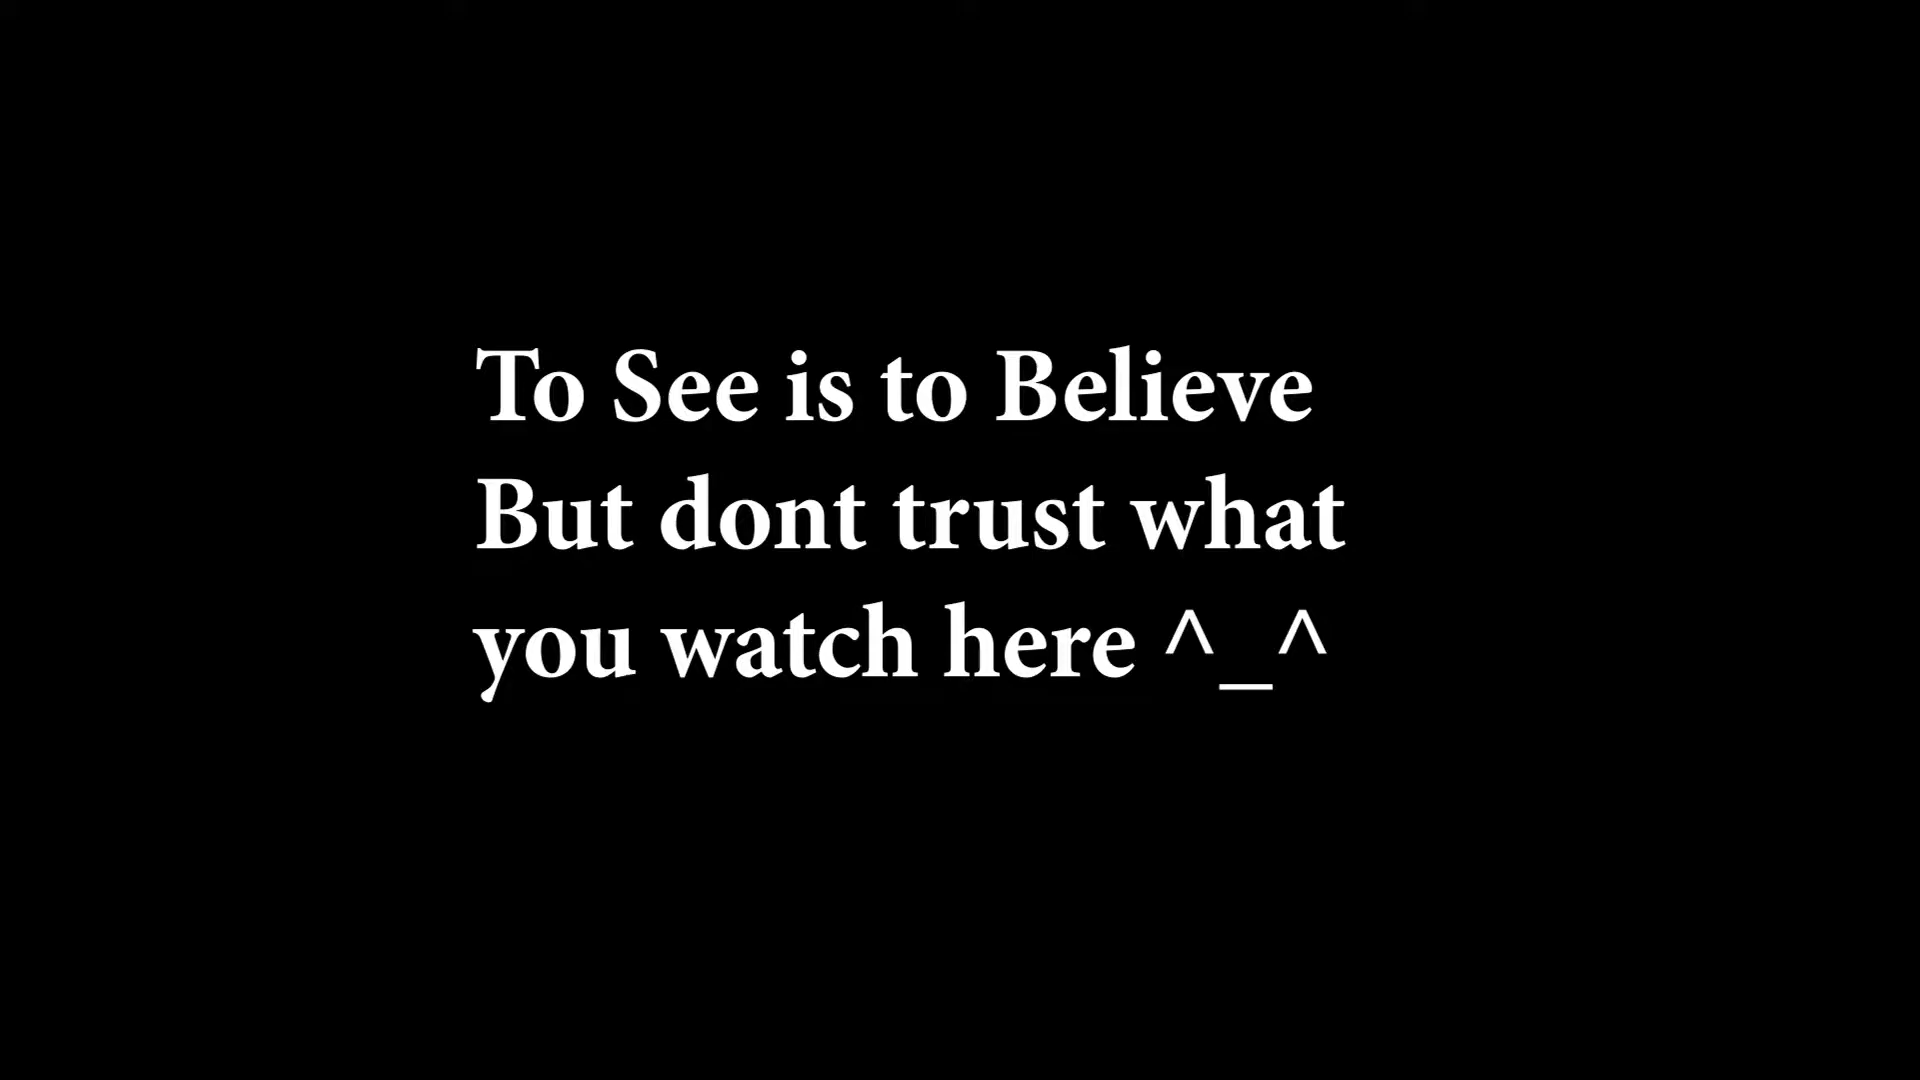 To See is to Believe
But dont trust what
you watch here ^_^